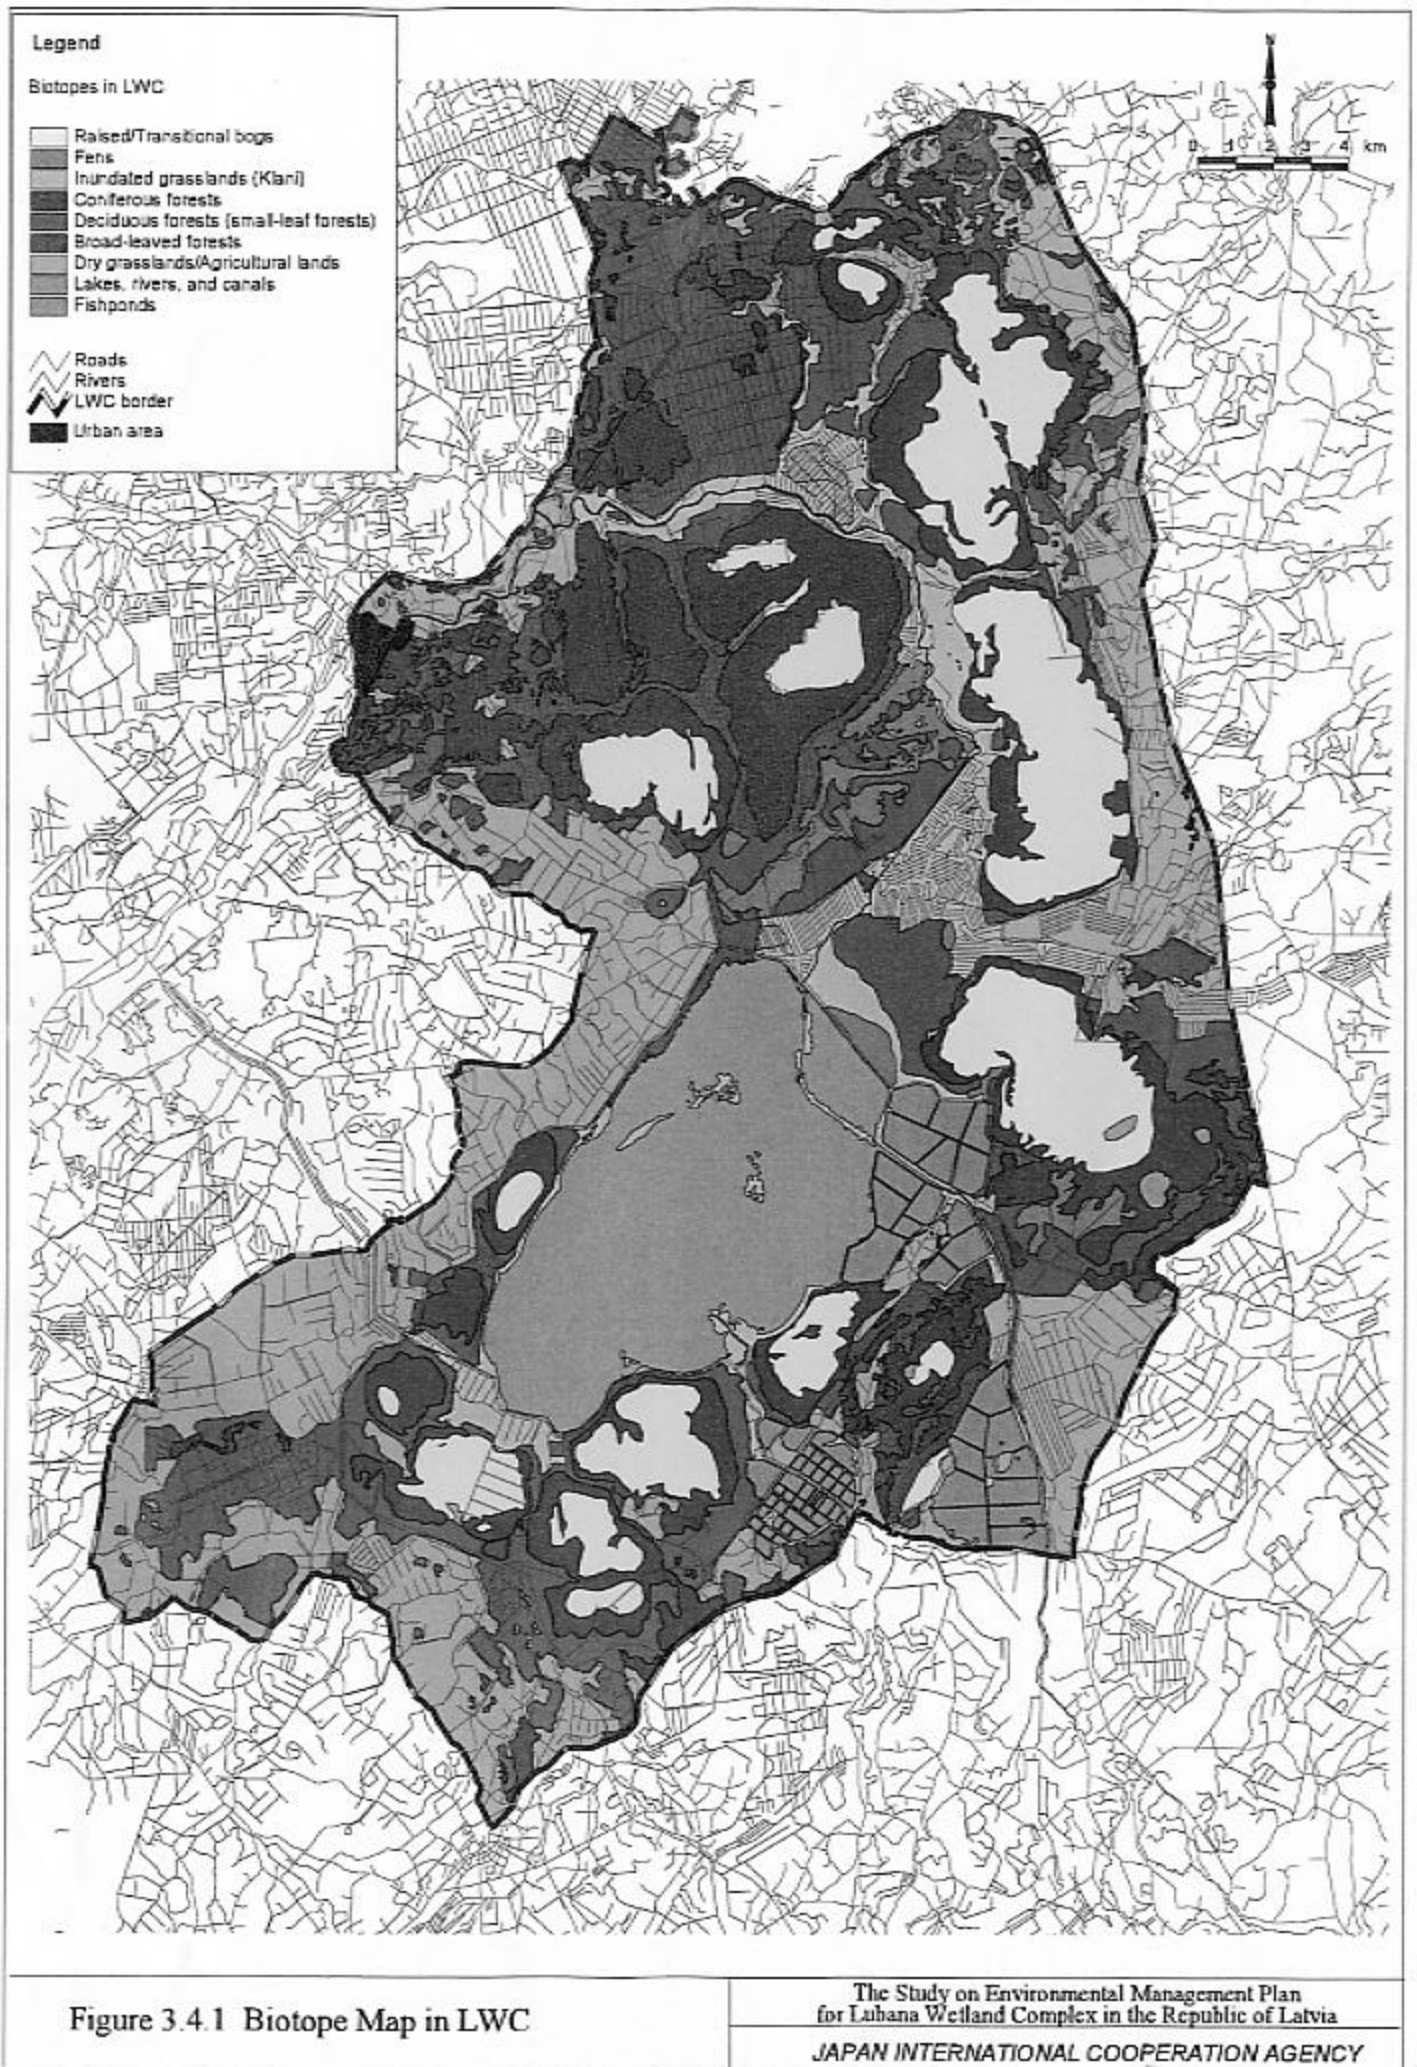 Legend
Biotopes in LWC
Raised/Transitional bogs
Fens
Inundated grasslands (Klani)
Coniferous forests
Deciduous forests (small-leaf forests)
Broad-leaved forests
Dry grasslands/Agricultural lands
Lakes, rivers, and canals
Fishponds
Roads
Rivers
LWC border
Urban area
N
0 1 2 3 4 km
Figure 3.4.1 Biotope Map in LWC
The Study on Environmental Management Plan
for Lubana Wetland Complex in the Republic of Latvia
JAPAN INTERNATIONAL COOPERATION AGENCY